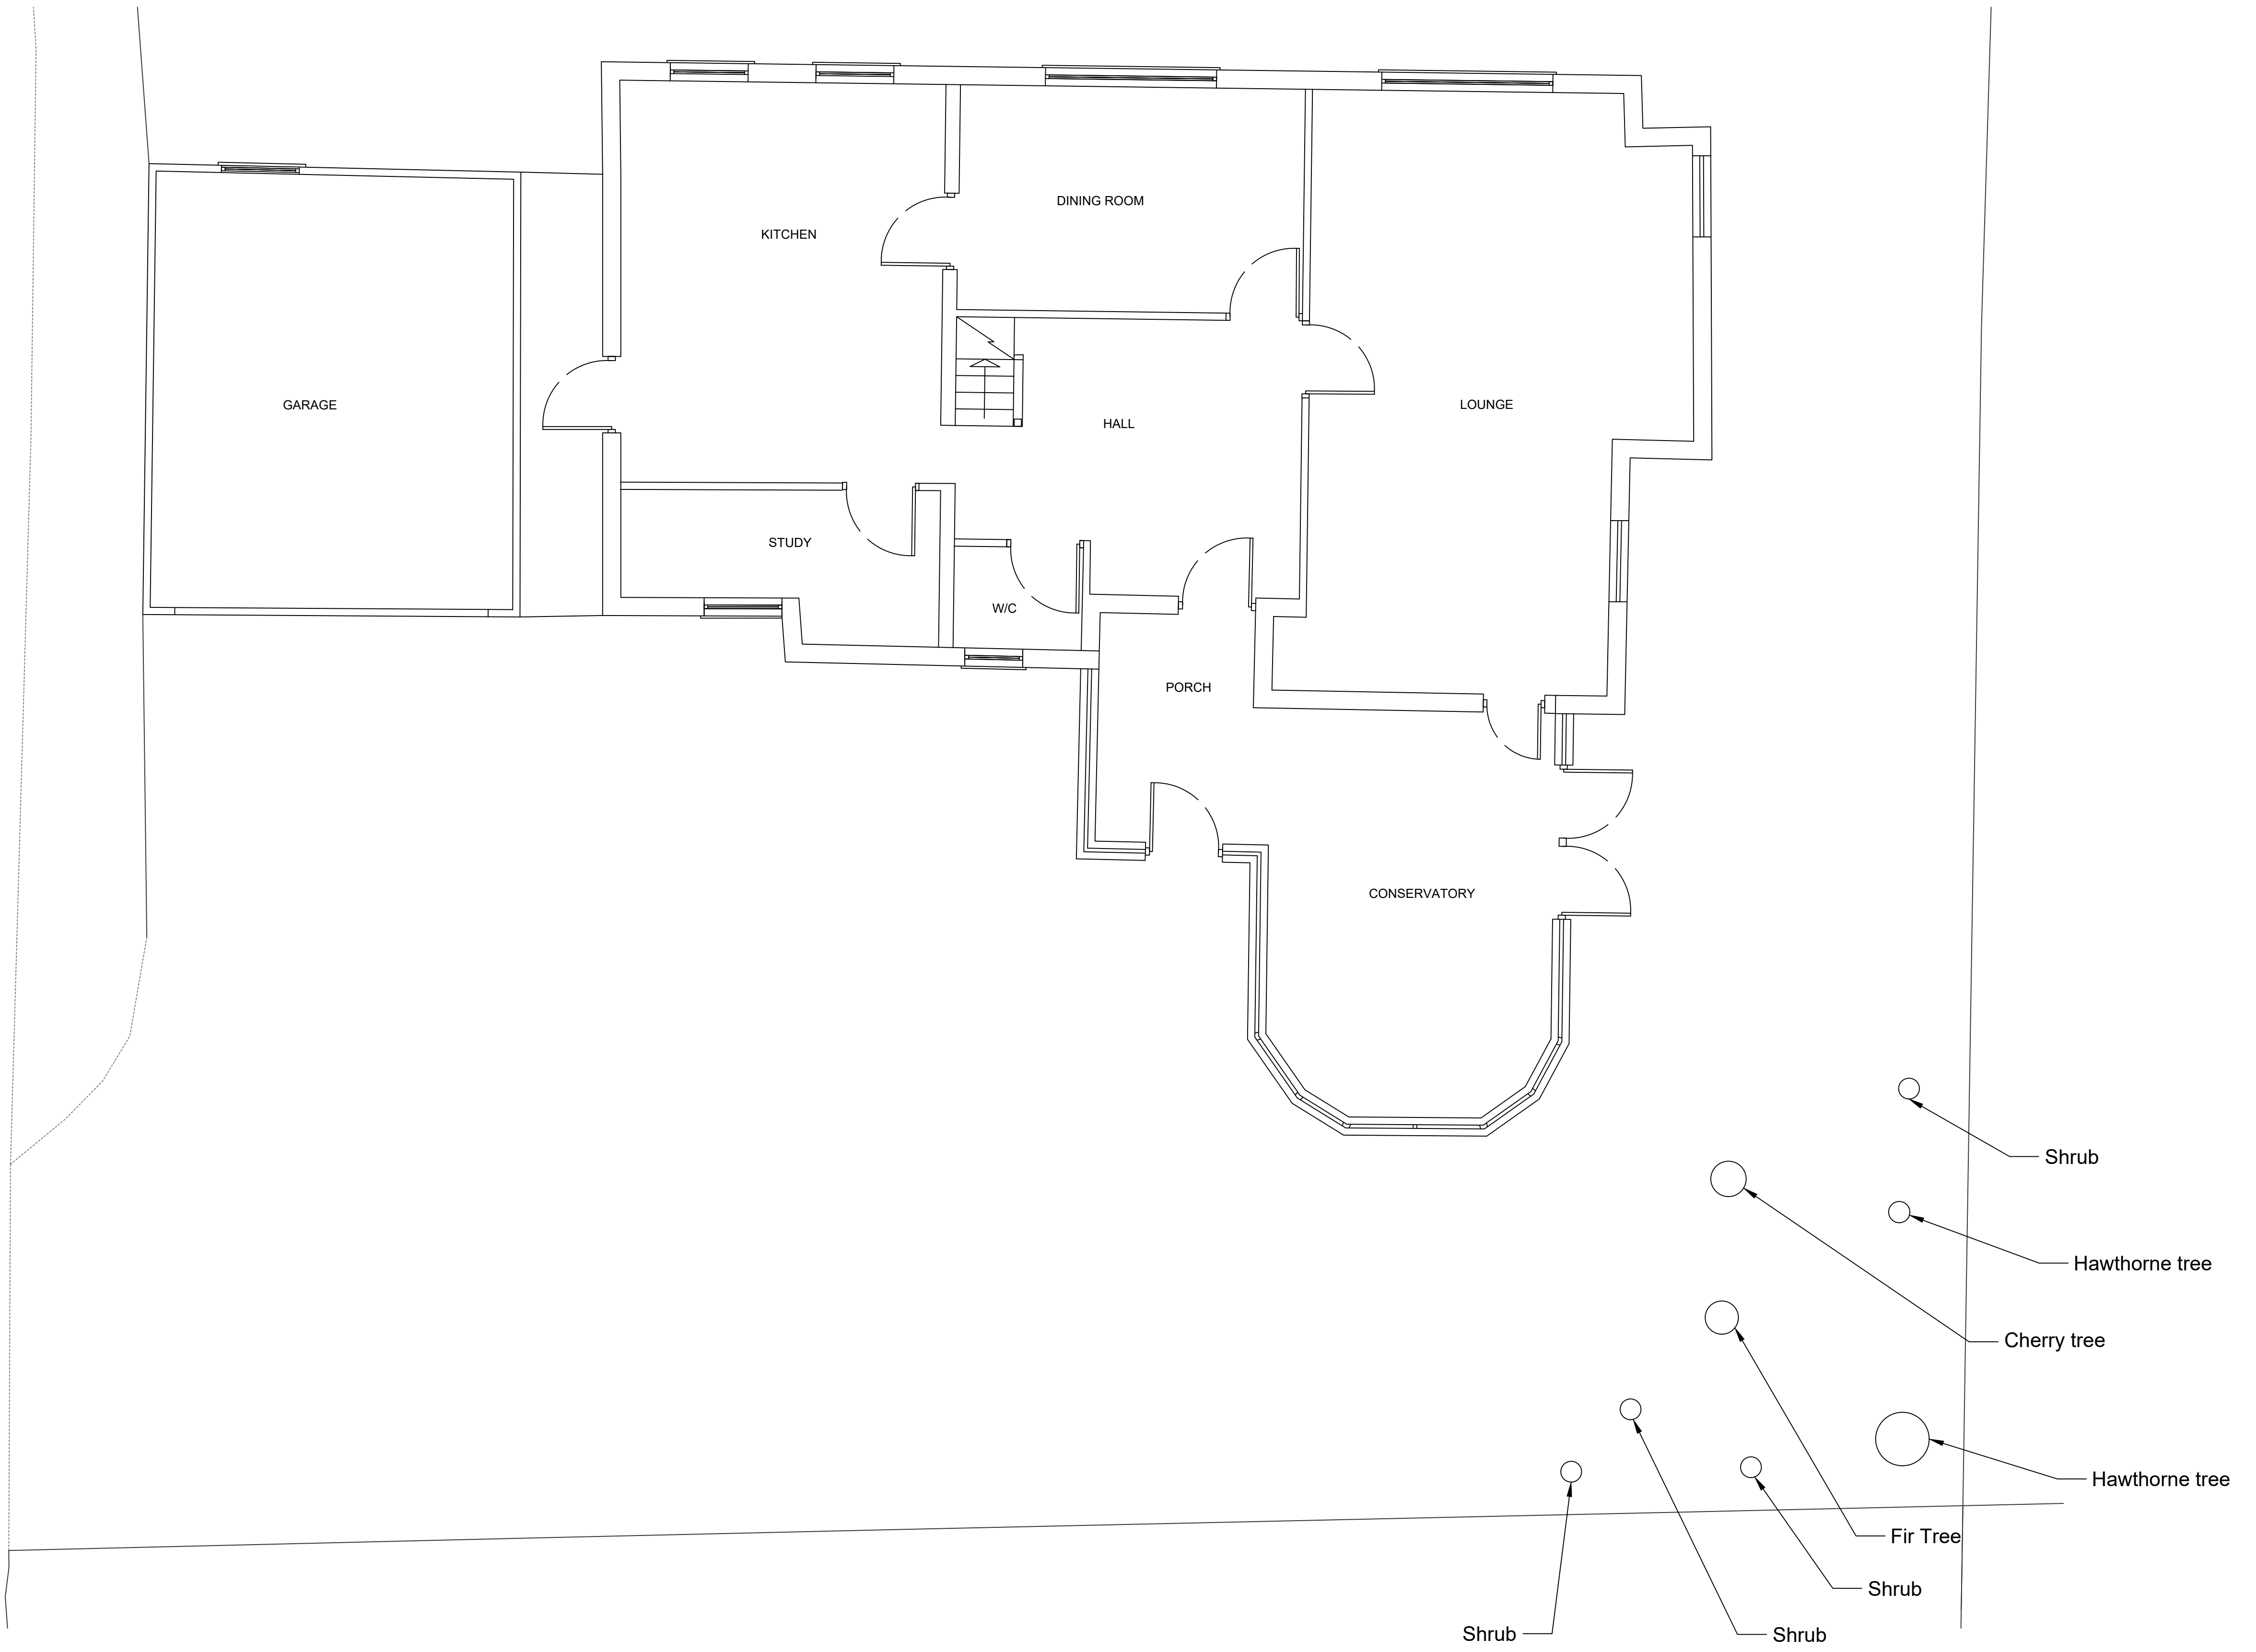 DINING ROOM
KITCHEN
GARAGE
LOUNGE
HALL
STUDY
W/C
PORCH
CONSERVATORY
Shrub
Hawthorne tree
Cherry tree
Hawthorne tree
Fir Tree
Shrub
Shrub
Shrub